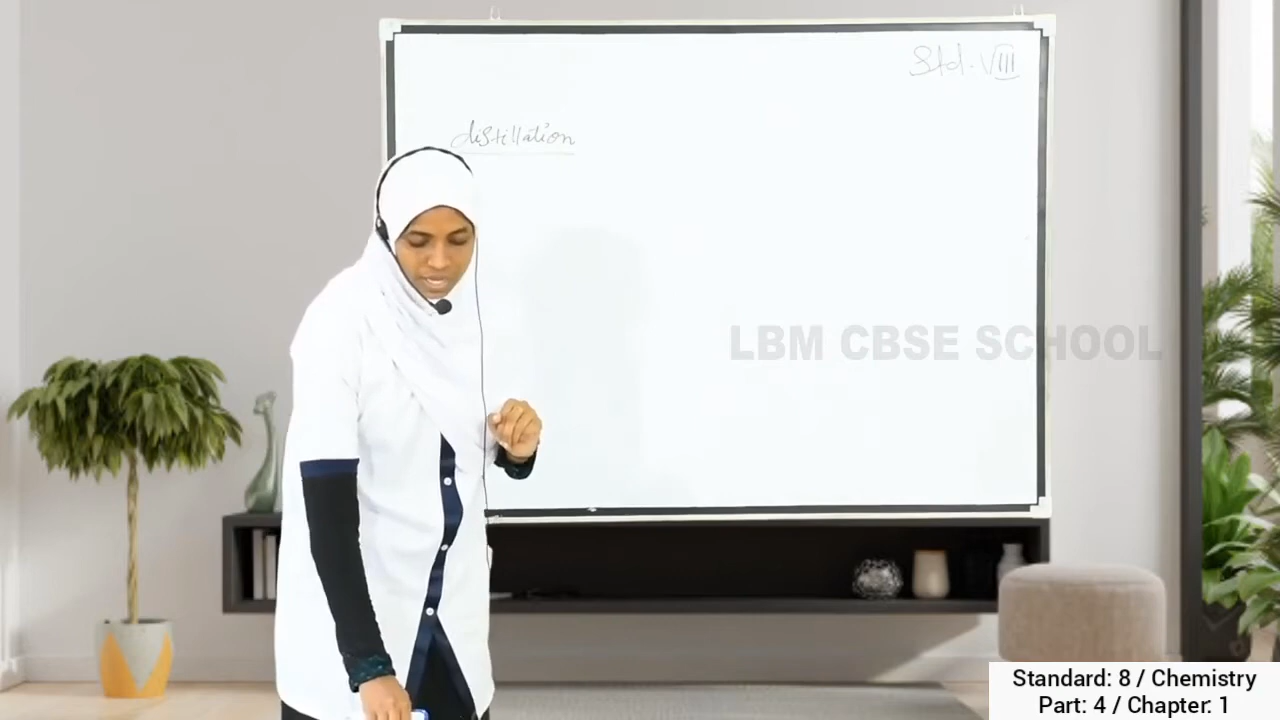 Std. VIII
distillation
LBM CBSE SCHOOL
Standard: 8 / Chemistry
Part: 4 / Chapter: 1